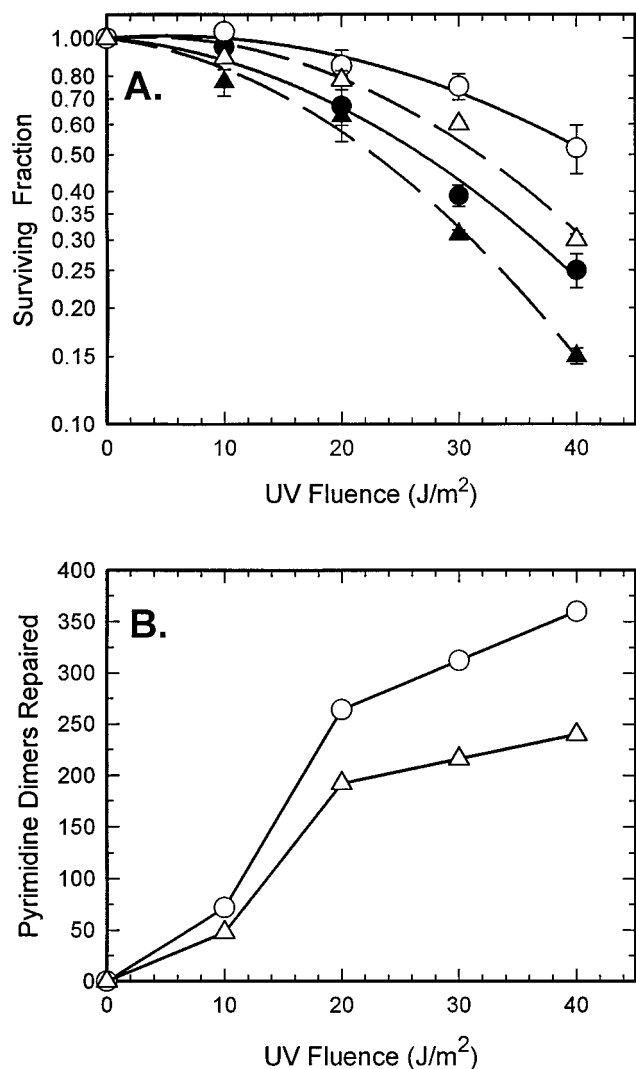 1.00
0.80
0.70
0.60
0.50
0.40
0.35
0.30
0.25
0.20
0.15
0.10
A.
Surviving Fraction
0 10 20 30 40
UV Fluence (J/m²)
400
350
300
250
200
150
100
50
0
B.
Pyrimidine Dimers Repaired
0 10 20 30 40
UV Fluence (J/m²)